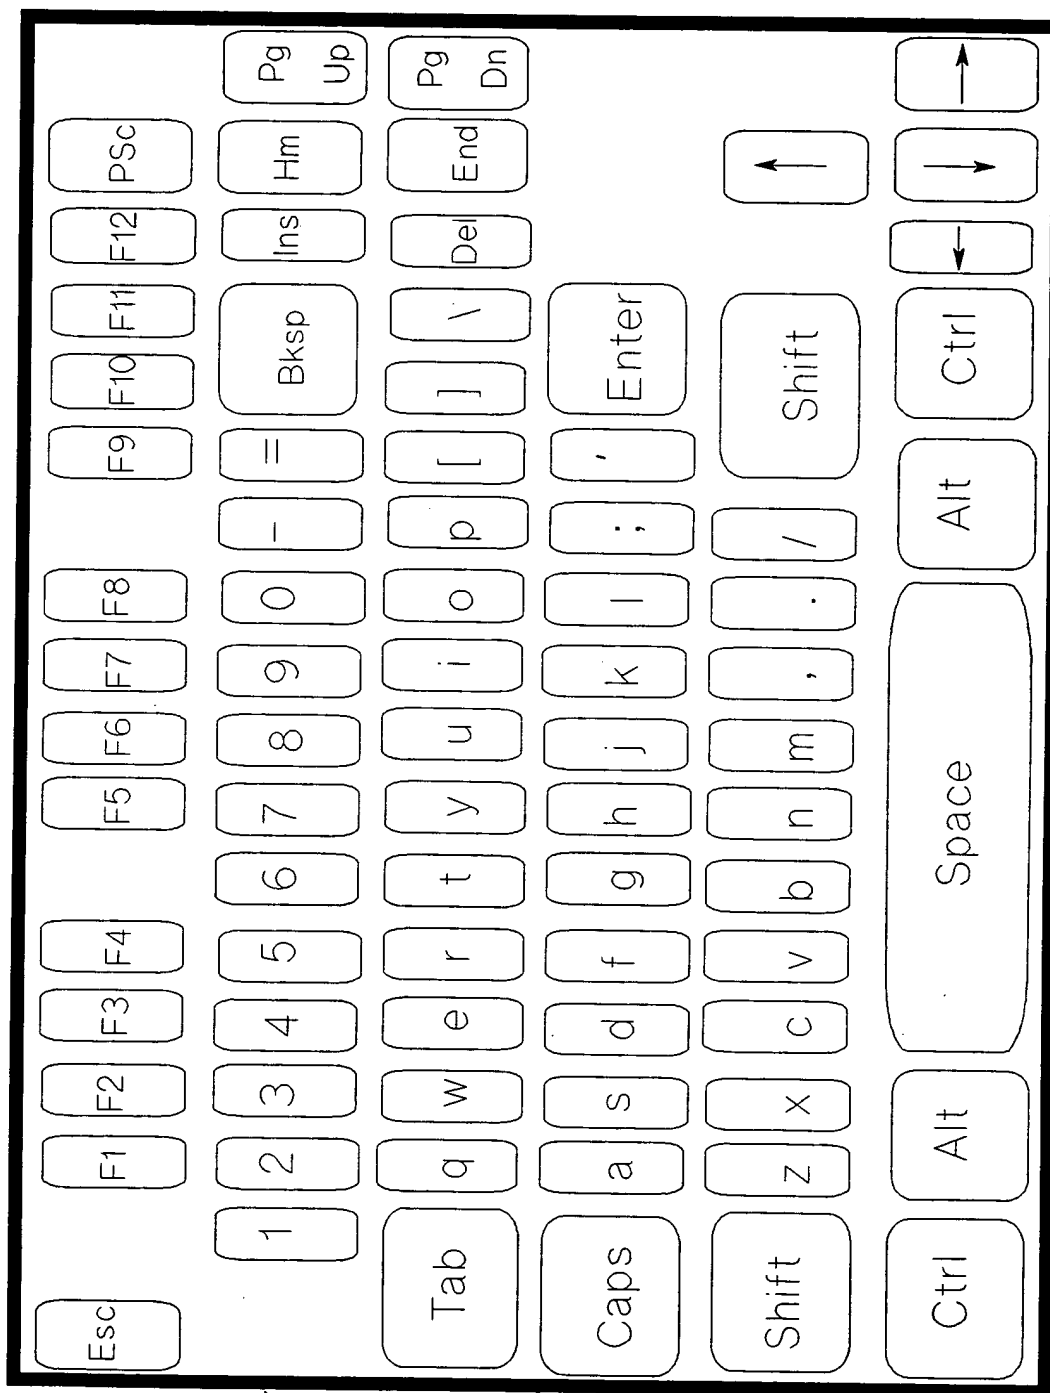 Esc F1 F2 F3 F4 F5 F6 F7 F8 F9 F10 F11 F12 PSc
1 2 3 4 5 6 7 8 9 0 - = Bksp Ins Hm Pg Up
Tab q w e r t y u i o p [ ] \ Del End Pg Dn
Caps a s d f g h j k l ; ' Enter
Shift z x c v b n m , . / Shift ↑
Ctrl Alt Space Alt Ctrl ← ↓ →